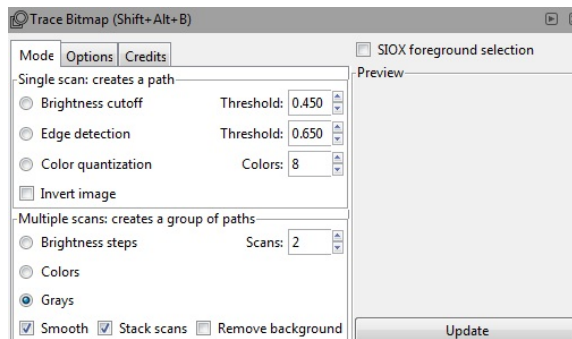 Trace Bitmap (Shift+Alt+B)
Mode Options Credits
SIOX foreground selection
Single scan: creates a path
Preview
Brightness cutoff Threshold: 0.450
Edge detection Threshold: 0.650
Color quantization Colors: 8
Invert image
Multiple scans: creates a group of paths
Brightness steps Scans: 2
Colors
Grays
Smooth Stack scans Remove background
Update